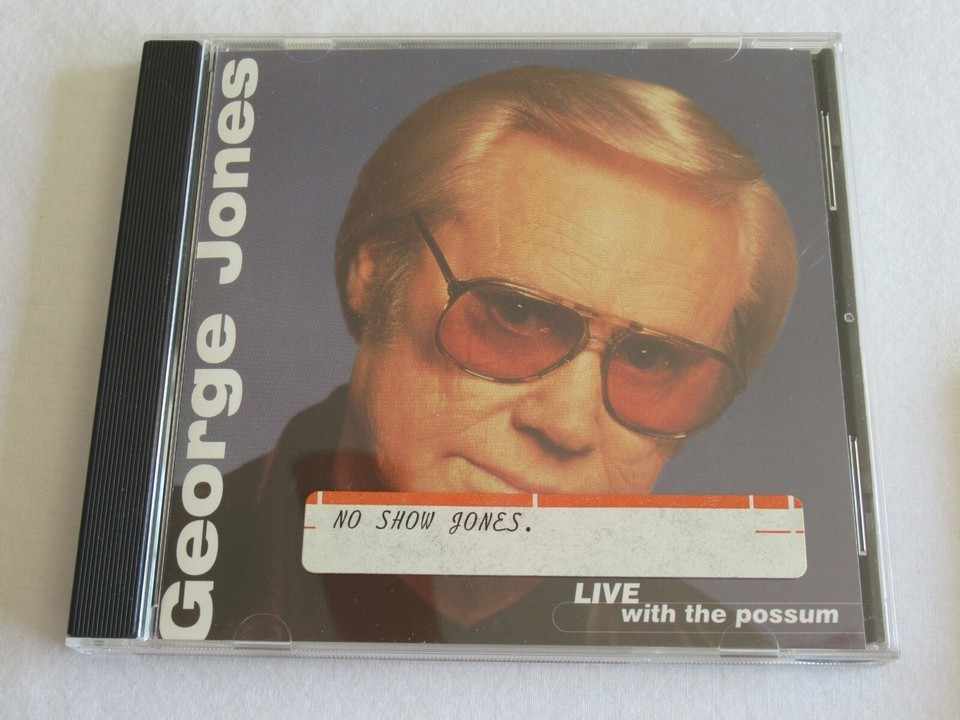 George Jones
NO SHOW JONES.
LIVE
with the possum